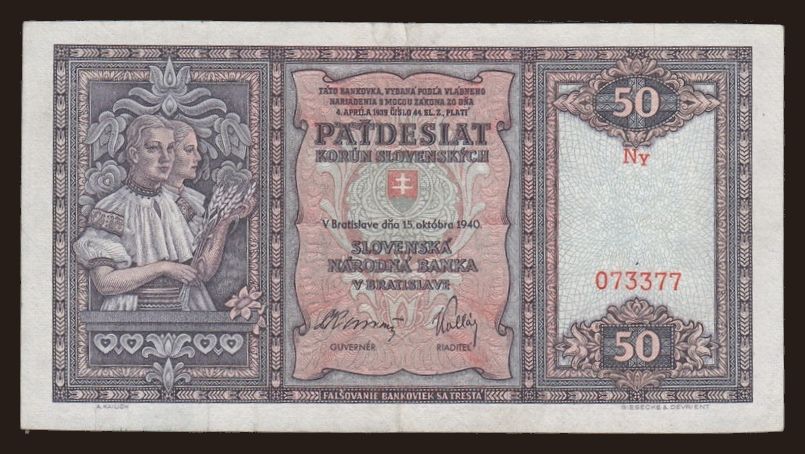 TÁTO BANKOVKA, VYDANÁ PODĽA VLÁDNEHO
NARIADENIA S MOCOU ZÁKONA ZO DŇA
4. APRÍLA 1939 ČÍSLO 44 SL. Z., PLATÍ
PÄŤDESIAT
KORÚN SLOVENSKÝCH
V Bratislave dňa 15. októbra 1940.
SLOVENSKÁ
NÁRODNÁ BANKA
V BRATISLAVE
GUVERNÉR
RIADITEĽ
FALŠOVANIE BANKOVIEK SA TRESTÁ
50
Ny
073377
50
GIESECKE & DEVRIENT